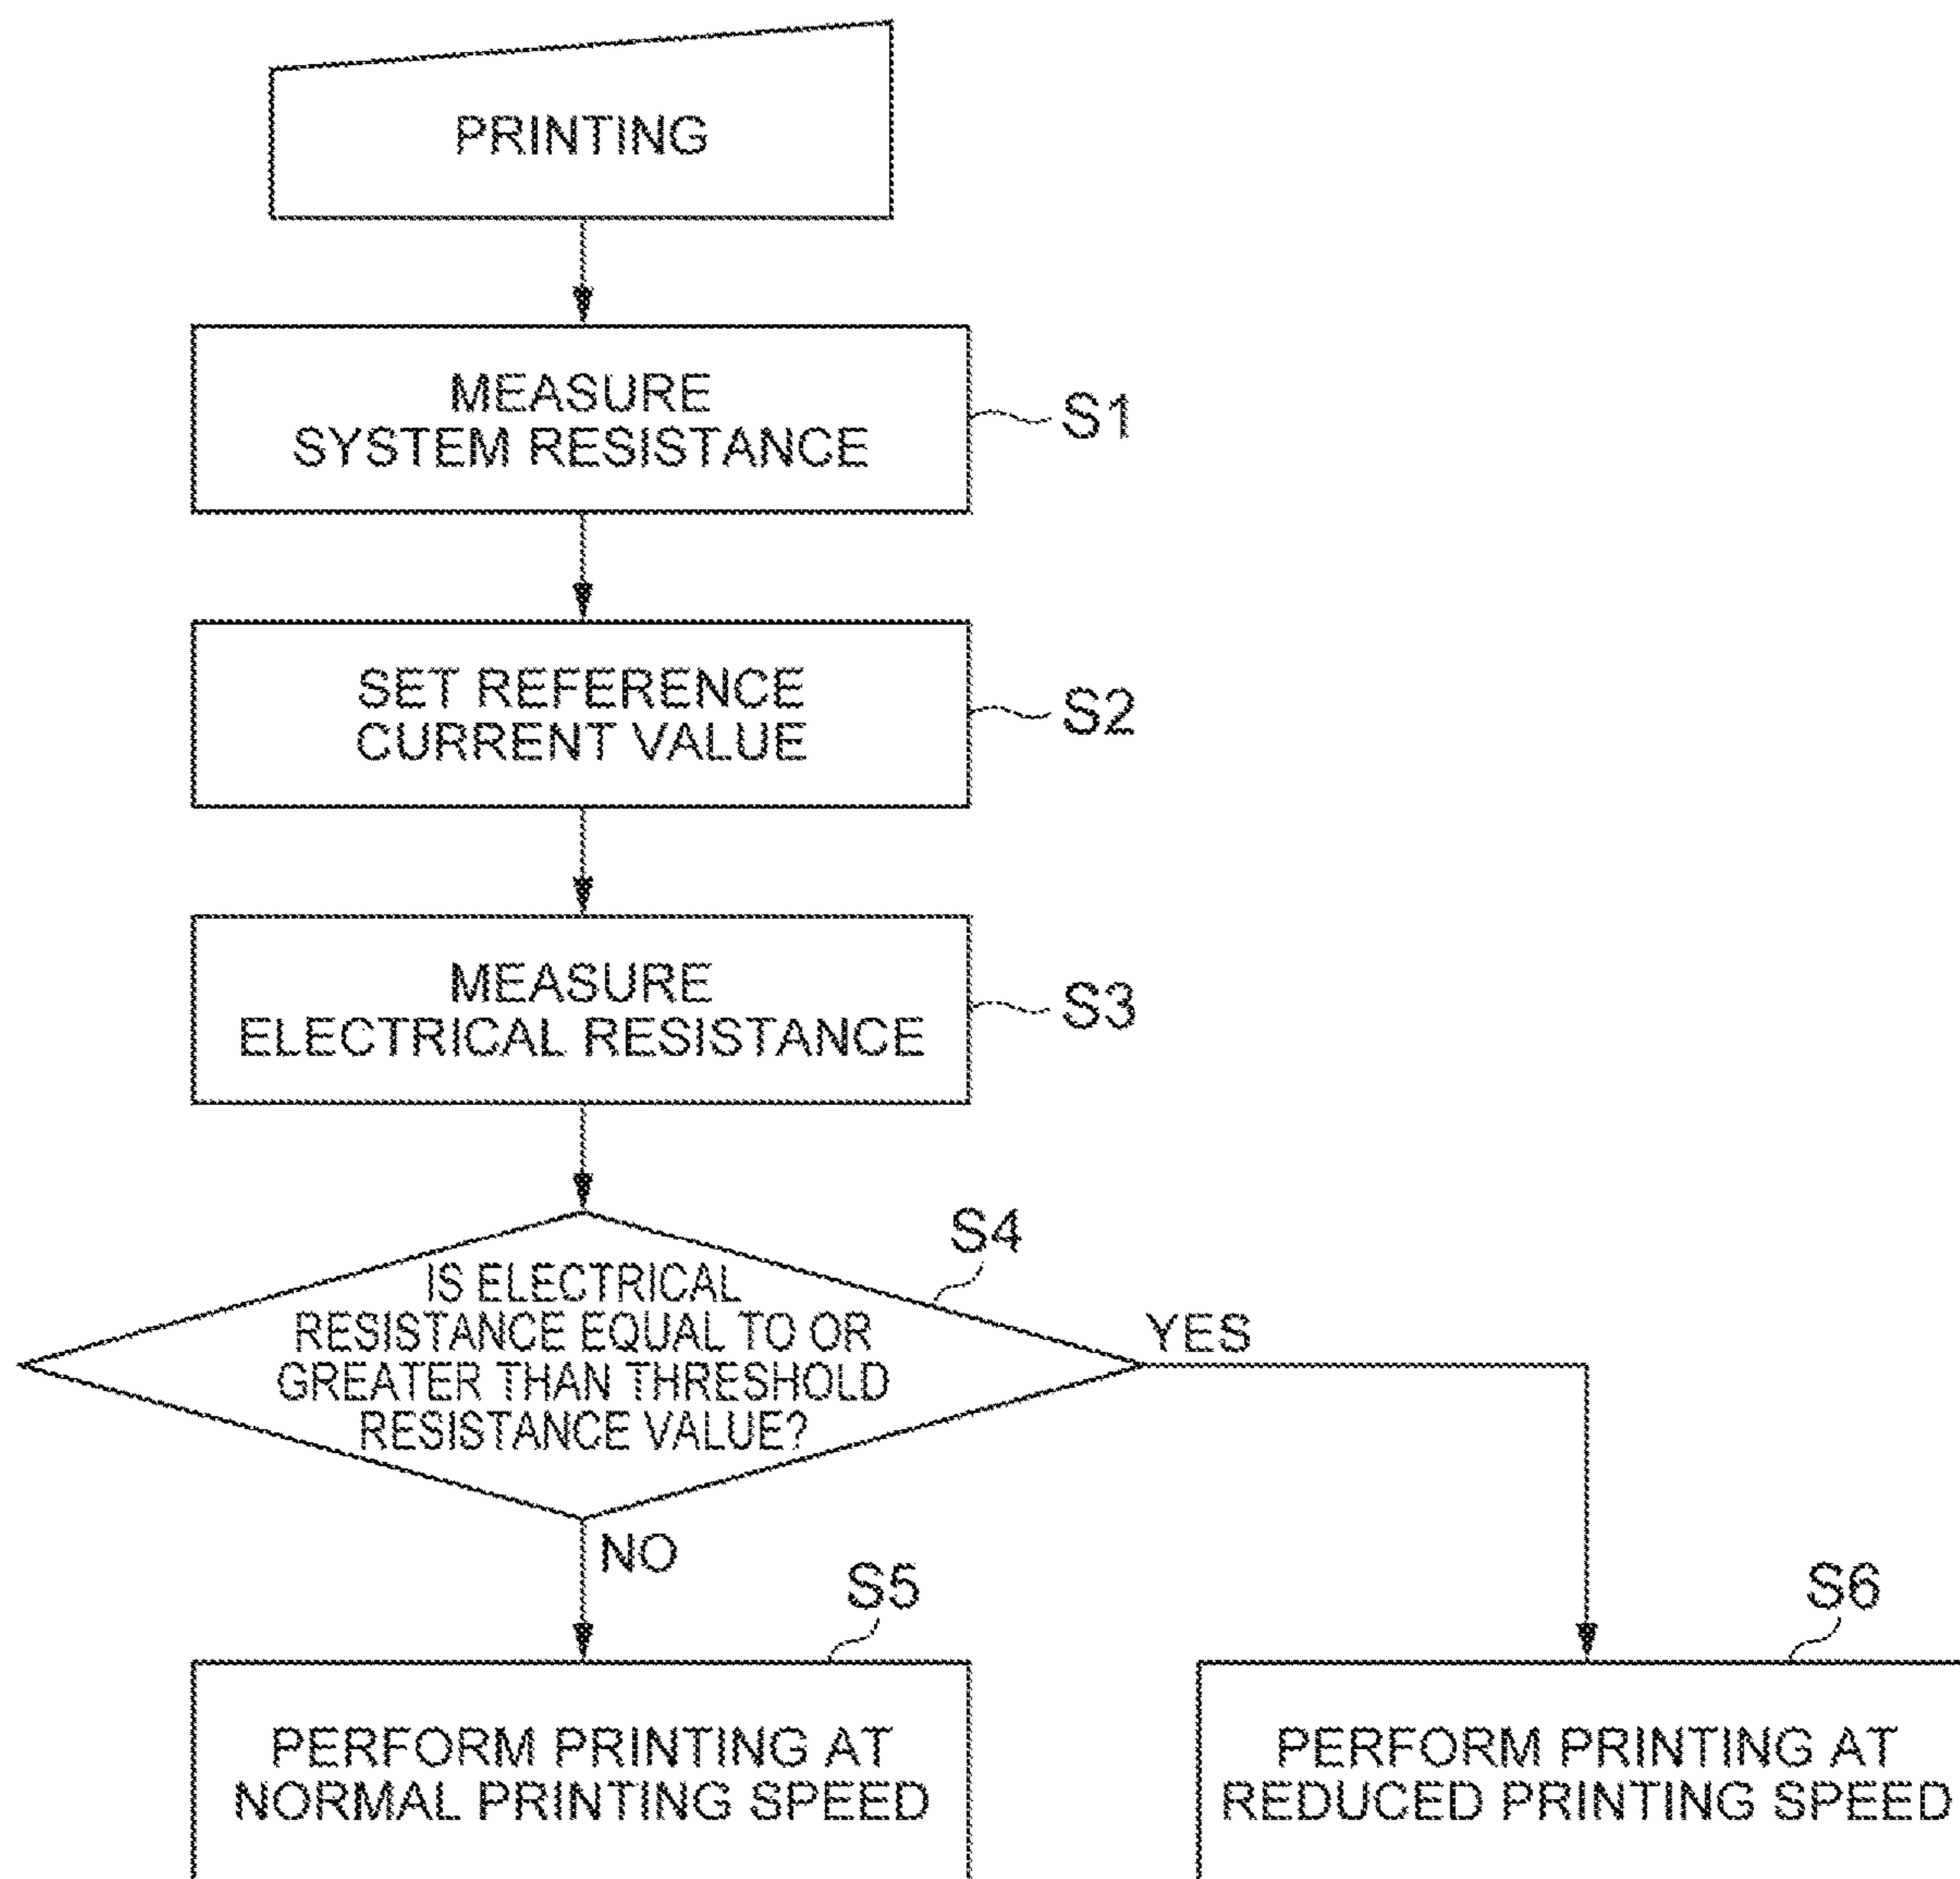 PRINTING
MEASURE
SYSTEM RESISTANCE
S1
SET REFERENCE
CURRENT VALUE
S2
MEASURE
ELECTRICAL RESISTANCE
S3
S4
IS ELECTRICAL
RESISTANCE EQUAL TO OR
GREATER THAN THRESHOLD
RESISTANCE VALUE?
YES
NO
S5
S6
PERFORM PRINTING AT
NORMAL PRINTING SPEED
PERFORM PRINTING AT
REDUCED PRINTING SPEED